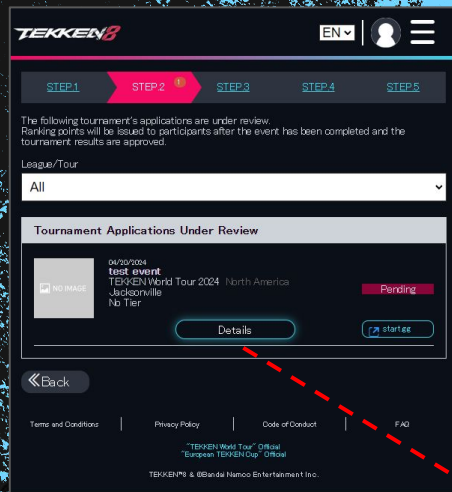 TEKKEN8
EN
STEP.1 STEP.2 ! STEP.3 STEP.4 STEP.5
The following tournament's applications are under review.
Ranking points will be issued to participants after the event has been completed and the
tournament results are approved.
League/Tour
All
Tournament Applications Under Review
NO IMAGE
04/20/2024
test event
TEKKEN World Tour 2024 North America
Jacksonville
No Tier
Pending
Details
start.gg
≪Back
Terms and Conditions | Privacy Policy | Code of Conduct | FAQ
"TEKKEN World Tour" Official
"European TEKKEN Cup" Official
TEKKEN™8 & ©Bandai Namco Entertainment Inc.